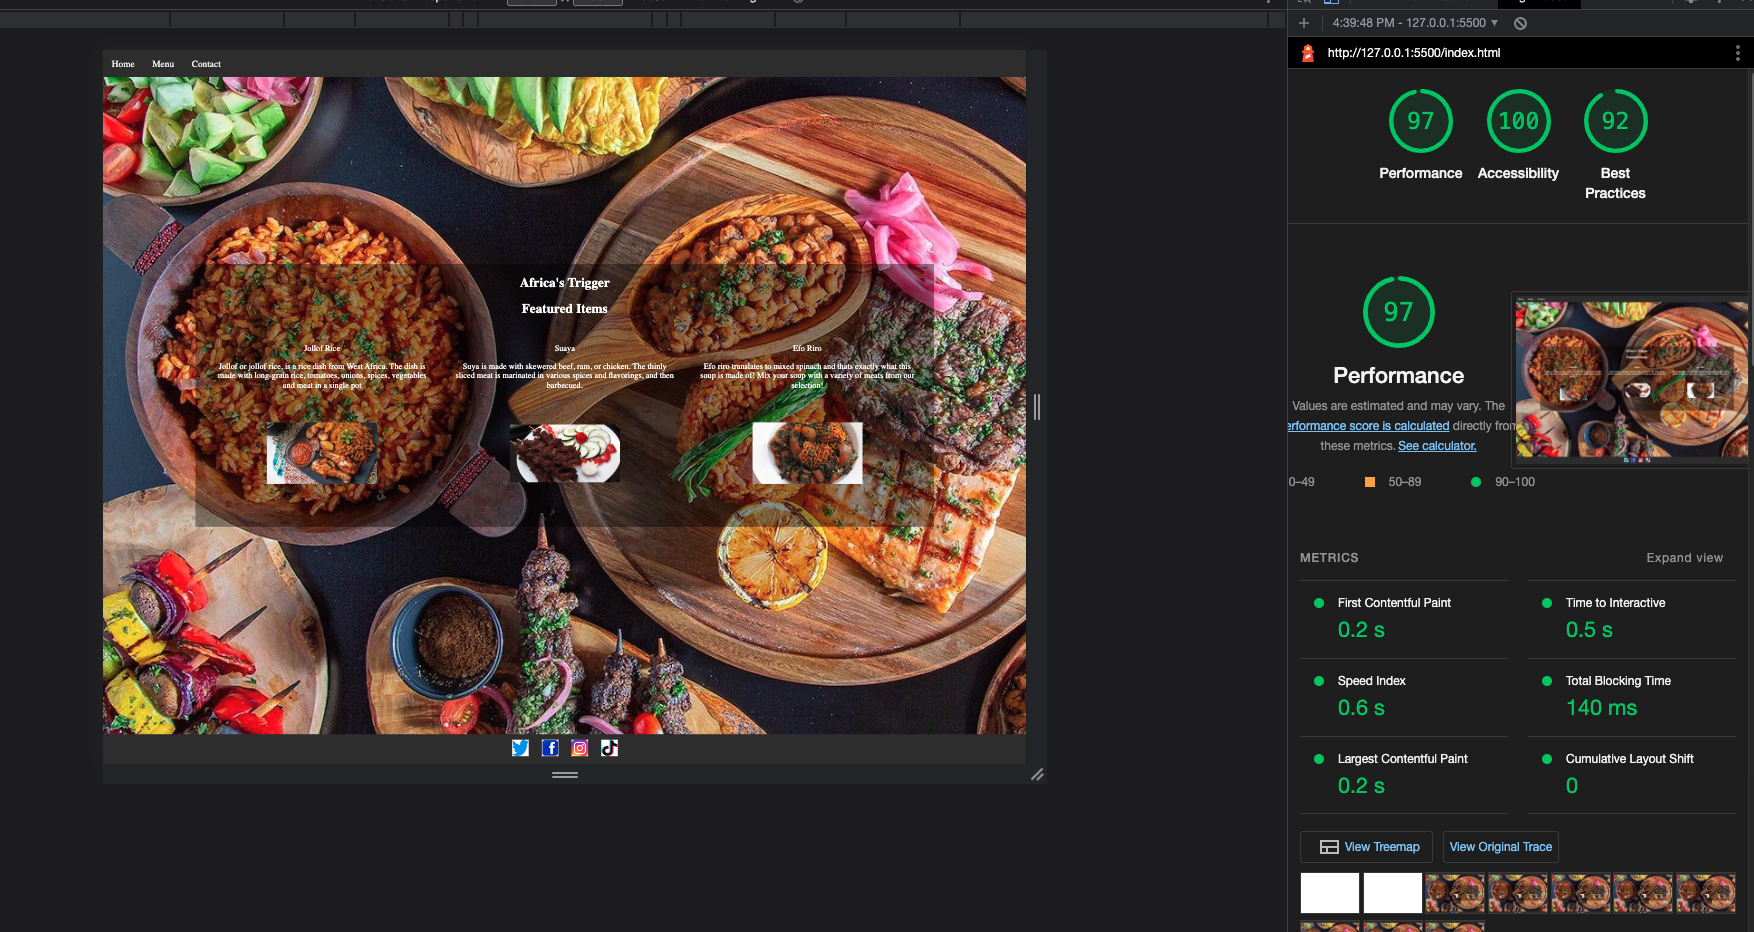 4:39:48 PM - 127.0.0.1:5500
http://127.0.0.1:5500/index.html
Home Menu Contact
Africa's Trigger
Featured Items
Jollof Rice
Jollof or jollof rice, is a rice dish from West Africa. The dish is
made with long-grain rice, tomatoes, onions, spices, vegetables
and meat in a single pot
Suaya
Suya is made with skewered beef, ram, or chicken. The thinly
sliced meat is marinated in various spices and flavorings, and then
barbecued.
Efo Riro
Efo riro translates to mixed spinach and thats exactly what this
soup is made of! Mix your soup with a variety of meats from our
selection!
97 100 92
Performance Accessibility Best
Practices
97
Performance
Values are estimated and may vary. The
erformance score is calculated directly from
these metrics. See calculator.
0–49 50–89 90–100
METRICS Expand view
First Contentful Paint
0.2 s
Time to Interactive
0.5 s
Speed Index
0.6 s
Total Blocking Time
140 ms
Largest Contentful Paint
0.2 s
Cumulative Layout Shift
0
View Treemap View Original Trace